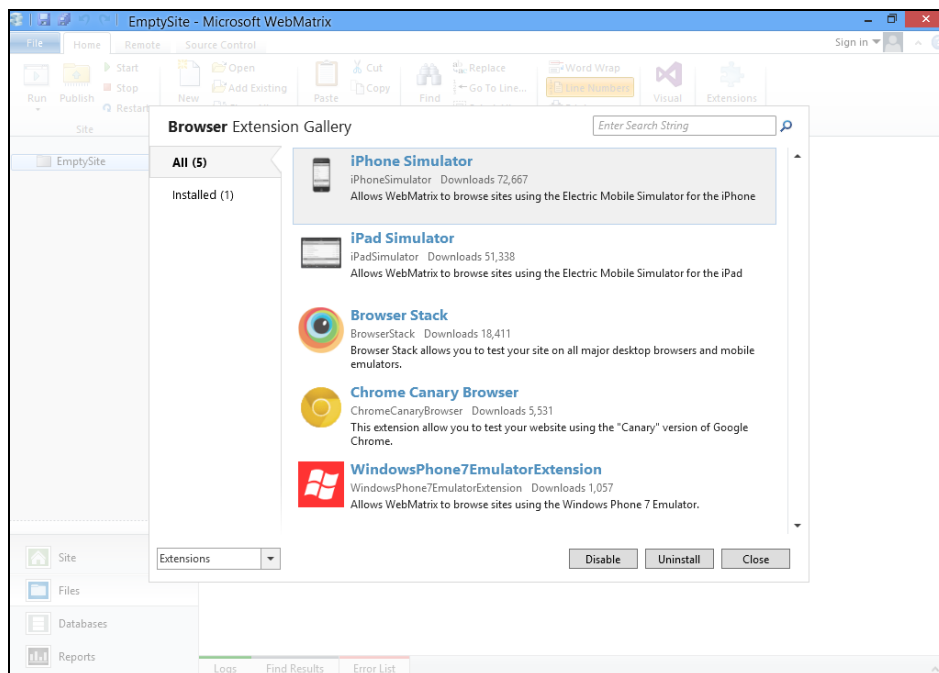 EmptySite - Microsoft WebMatrix
File Home Remote Source Control Sign in
Start Open Cut Replace Word Wrap
Stop Add Existing Copy Go To Line... Line Numbers
Run Publish Restart New Paste Find Visual Extensions
Site
Browser Extension Gallery Enter Search String
EmptySite
All (5)
Installed (1)
iPhone Simulator
iPhoneSimulator Downloads 72,667
Allows WebMatrix to browse sites using the Electric Mobile Simulator for the iPhone
iPad Simulator
iPadSimulator Downloads 51,338
Allows WebMatrix to browse sites using the Electric Mobile Simulator for the iPad
Browser Stack
BrowserStack Downloads 18,411
Browser Stack allows you to test your site on all major desktop browsers and mobile
emulators.
Chrome Canary Browser
ChromeCanaryBrowser Downloads 5,531
This extension allow you to test your website using the "Canary" version of Google
Chrome.
WindowsPhone7EmulatorExtension
WindowsPhone7EmulatorExtension Downloads 1,057
Allows WebMatrix to browse sites using the Windows Phone 7 Emulator.
Extensions Disable Uninstall Close
Site
Files
Databases
Reports
Logs Find Results Error List